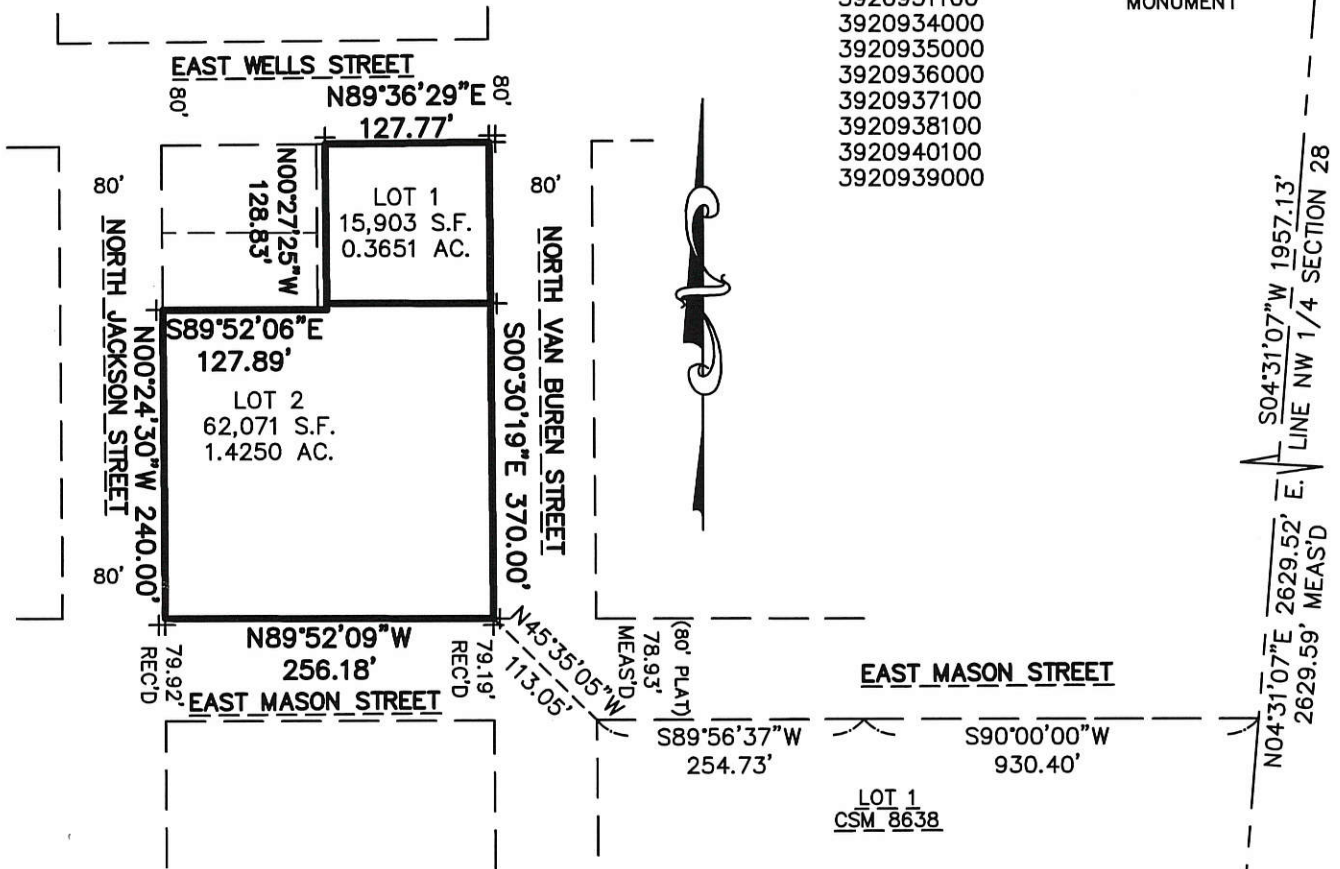 3920934000
3920935000
3920936000
3920937100
3920938100
3920940100
3920939000
MONUMENT
EAST WELLS STREET
80'
N89°36'29"E
127.77'
80'
80'
NORTH JACKSON STREET
80'
N00°27'25"W
128.83'
LOT 1
15,903 S.F.
0.3651 AC.
80'
NORTH VAN BUREN STREET
S89°52'06"E
127.89'
N00°24'30"W 240.00'
LOT 2
62,071 S.F.
1.4250 AC.
S00°30'19"E 370.00'
S04°31'07"W 1957.13'
E. LINE NW 1/4 SECTION 28
N04°31'07"E 2629.52'
2629.59' MEAS'D
N89°52'09"W
256.18'
79.92'
REC'D
79.19'
REC'D
EAST MASON STREET
N45°35'05"W
113.05'
(80' PLAT)
78.93'
MEAS'D
EAST MASON STREET
S89°56'37"W
254.73'
S90°00'00"W
930.40'
LOT 1
CSM 8638